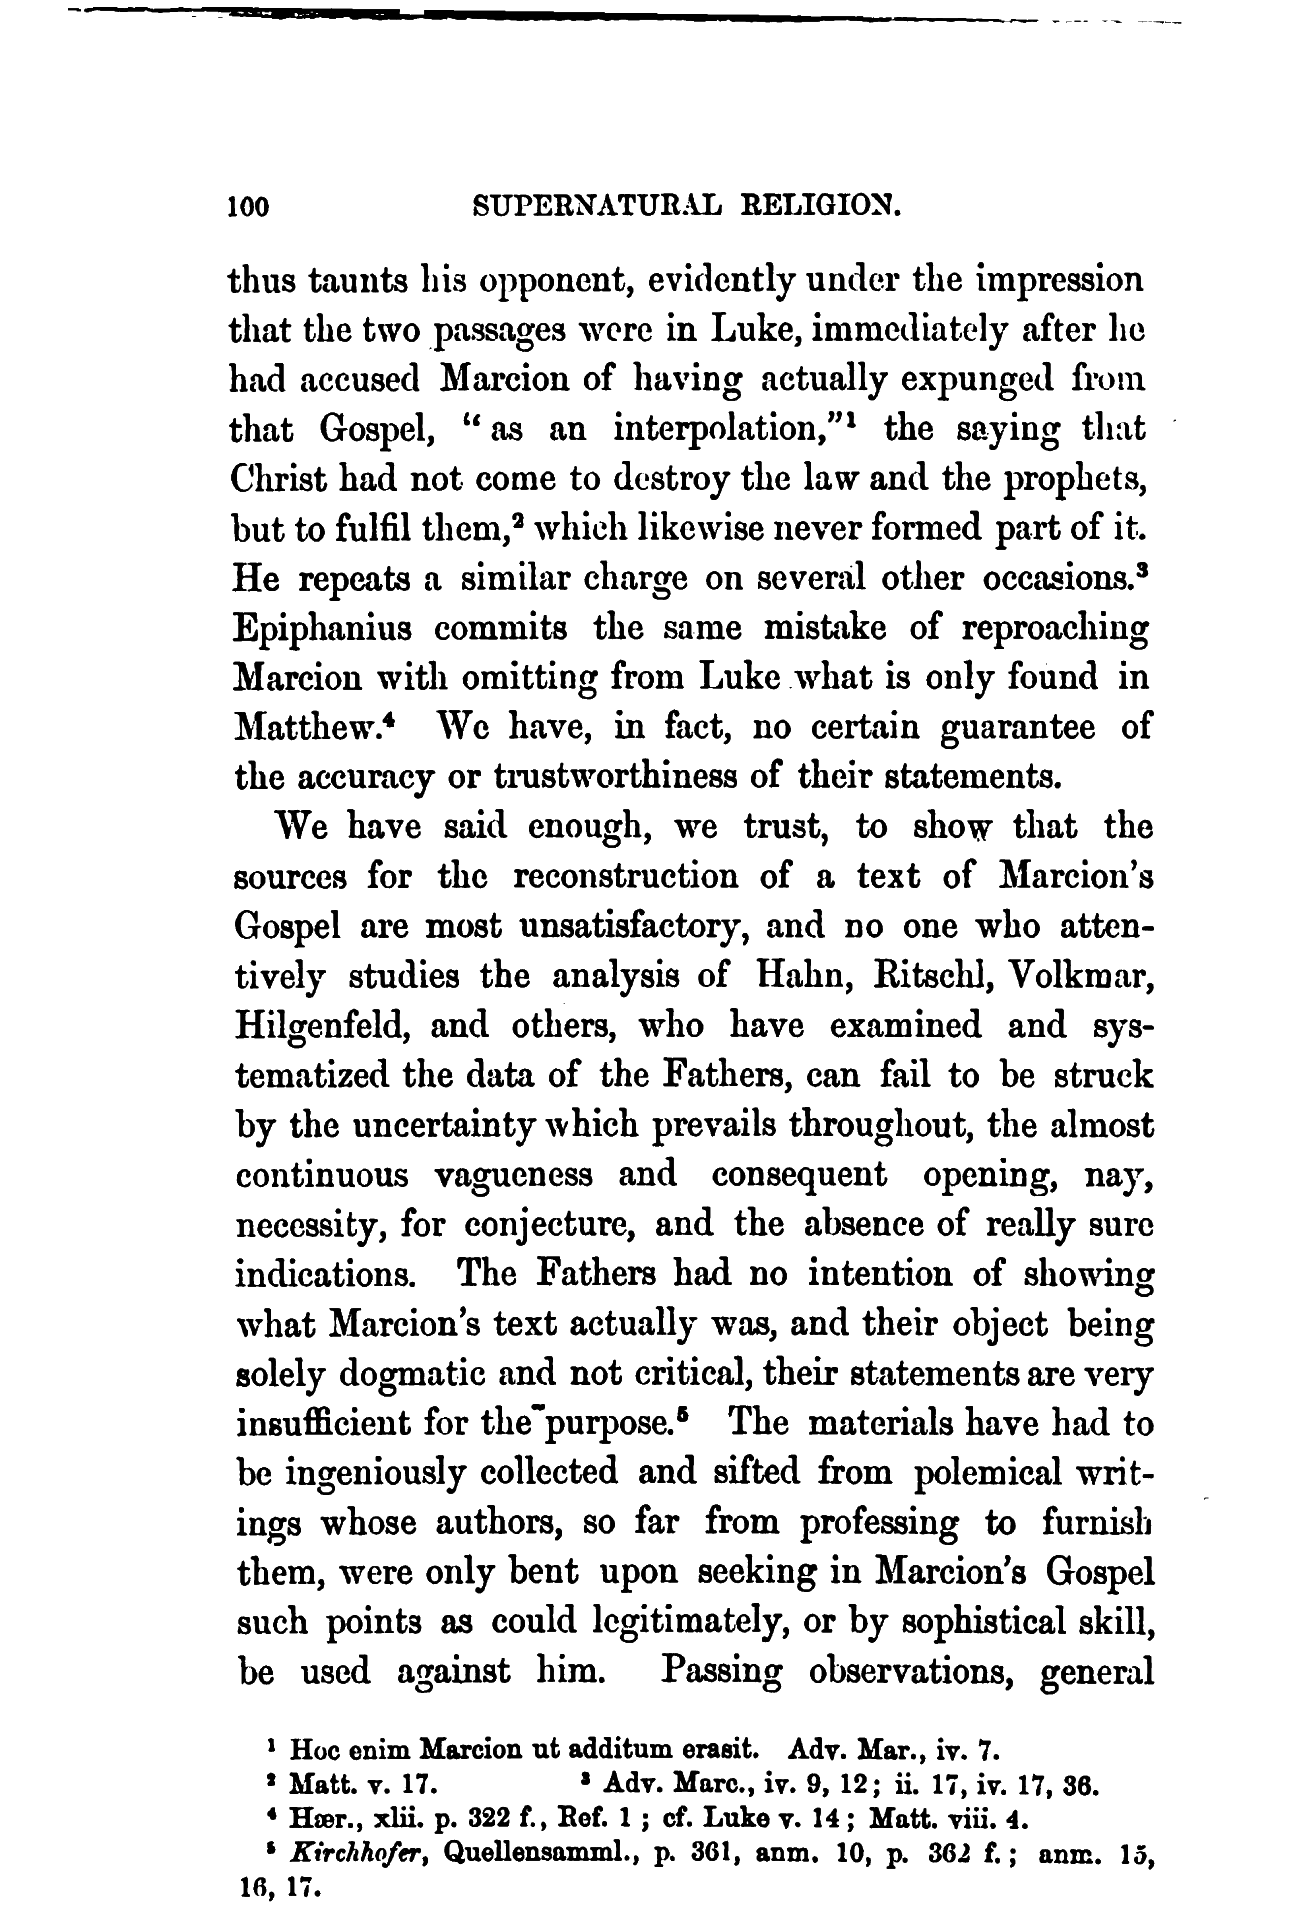 100 SUPERNATURAL RELIGION.
thus taunts his opponent, evidently under the impression
that the two passages were in Luke, immediately after he
had accused Marcion of having actually expunged from
that Gospel, “as an interpolation,”¹ the saying that
Christ had not come to destroy the law and the prophets,
but to fulfil them,² which likewise never formed part of it.
He repeats a similar charge on several other occasions.³
Epiphanius commits the same mistake of reproaching
Marcion with omitting from Luke what is only found in
Matthew.⁴ We have, in fact, no certain guarantee of
the accuracy or trustworthiness of their statements.
We have said enough, we trust, to show that the
sources for the reconstruction of a text of Marcion’s
Gospel are most unsatisfactory, and no one who atten-
tively studies the analysis of Hahn, Ritschl, Volkmar,
Hilgenfeld, and others, who have examined and sys-
tematized the data of the Fathers, can fail to be struck
by the uncertainty which prevails throughout, the almost
continuous vagueness and consequent opening, nay,
necessity, for conjecture, and the absence of really sure
indications. The Fathers had no intention of showing
what Marcion’s text actually was, and their object being
solely dogmatic and not critical, their statements are very
insufficient for the purpose.⁵ The materials have had to
be ingeniously collected and sifted from polemical writ-
ings whose authors, so far from professing to furnish
them, were only bent upon seeking in Marcion’s Gospel
such points as could legitimately, or by sophistical skill,
be used against him. Passing observations, general
¹ Hoc enim Marcion ut additum erasit. Adv. Mar., iv. 7.
² Matt. v. 17. ³ Adv. Marc., iv. 9, 12; ii. 17, iv. 17, 36.
⁴ Hær., xlii. p. 322 f., Ref. 1; cf. Luke v. 14; Matt. viii. 4.
⁵ Kirchhofer, Quellensamml., p. 361, anm. 10, p. 362 f.; anm. 15,
16, 17.